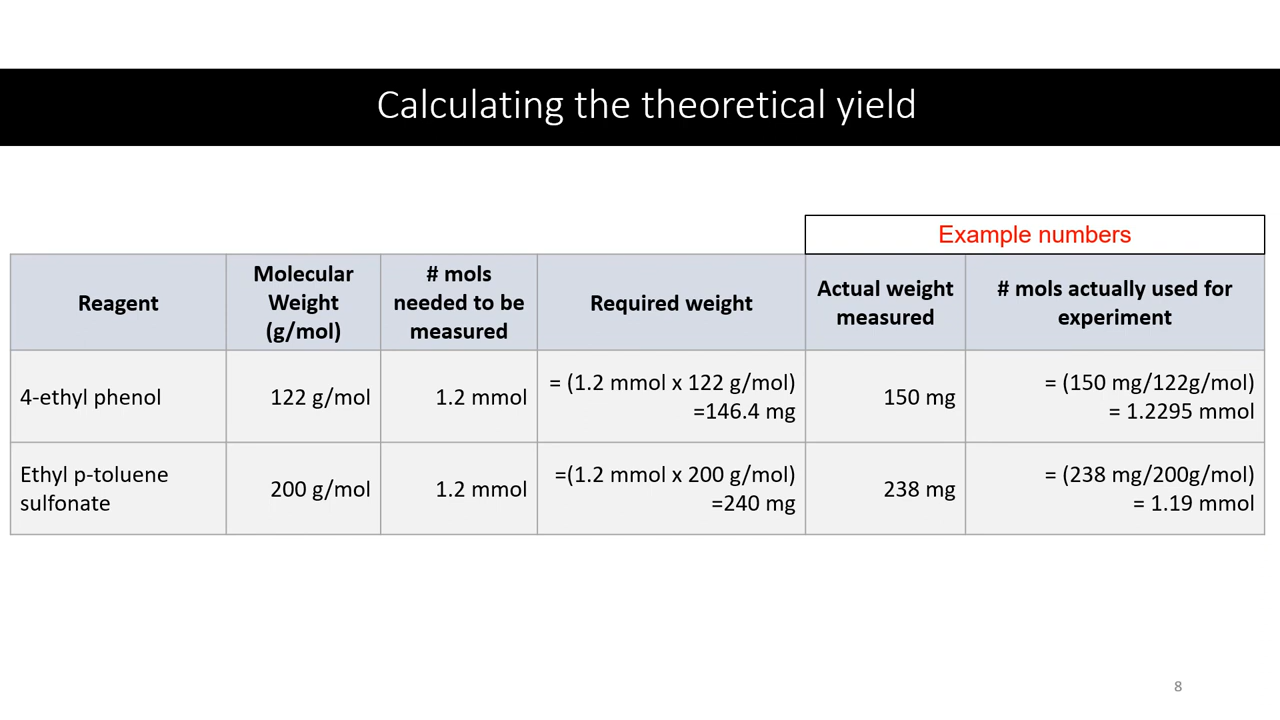 Calculating the theoretical yield
Example numbers
Reagent
Molecular
Weight
(g/mol)
# mols
needed to be
measured
Required weight
Actual weight
measured
# mols actually used for
experiment
4-ethyl phenol
122 g/mol
1.2 mmol
= (1.2 mmol x 122 g/mol)
=146.4 mg
150 mg
= (150 mg/122g/mol)
= 1.2295 mmol
Ethyl p-toluene
sulfonate
200 g/mol
1.2 mmol
=(1.2 mmol x 200 g/mol)
=240 mg
238 mg
= (238 mg/200g/mol)
= 1.19 mmol
8